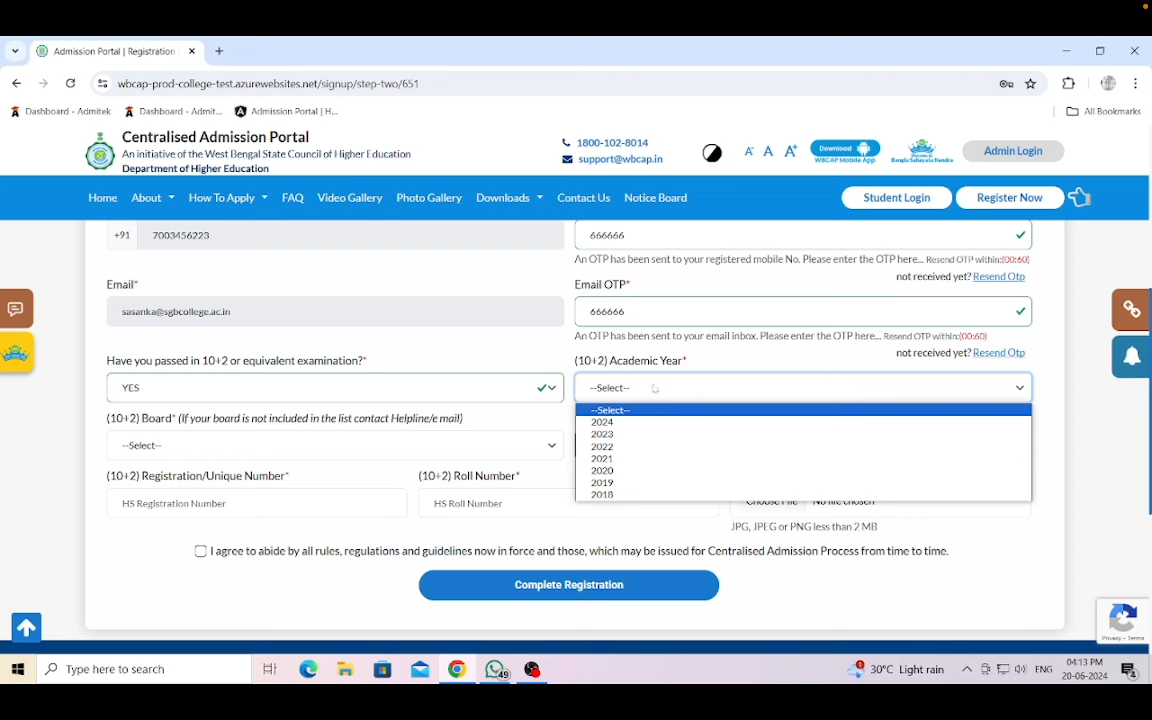 Admission Portal | Registration
wbcap-prod-college-test.azurewebsites.net/signup/step-two/651
Dashboard - Admitek
Dashboard - Admit...
Admission Portal | H...
All Bookmarks
Centralised Admission Portal
An initiative of the West Bengal State Council of Higher Education
Department of Higher Education
1800-102-8014
support@wbcap.in
A- A A+
Download
WBCAP Mobile App
Bangla Sahayata Kendra
Admin Login
Home About How To Apply FAQ Video Gallery Photo Gallery Downloads Contact Us Notice Board
Student Login
Register Now
+91 7003456223
666666
An OTP has been sent to your registered mobile No. Please enter the OTP here... Resend OTP within:(00:60)
not received yet? Resend Otp
Email*
Email OTP*
sasanka@sgbcollege.ac.in
666666
An OTP has been sent to your email inbox. Please enter the OTP here... Resend OTP within:(00:60)
not received yet? Resend Otp
Have you passed in 10+2 or equivalent examination?*
(10+2) Academic Year*
YES
--Select--
--Select--
2024
2023
2022
2021
2020
2019
2018
(10+2) Board* (If your board is not included in the list contact Helpline/e mail)
--Select--
(10+2) Registration/Unique Number*
(10+2) Roll Number*
HS Registration Number
HS Roll Number
Choose File No file chosen
JPG, JPEG or PNG less than 2 MB
I agree to abide by all rules, regulations and guidelines now in force and those, which may be issued for Centralised Admission Process from time to time.
Complete Registration
Privacy - Terms
Type here to search
49
1
30°C Light rain
ENG
04:13 PM
20-06-2024
4